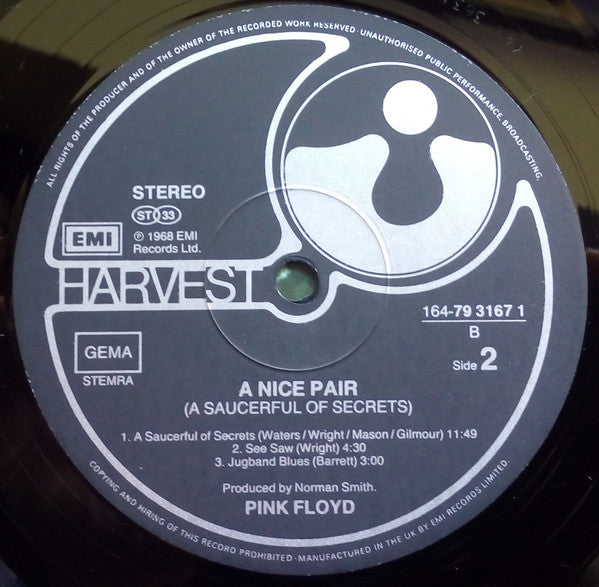 ALL RIGHTS OF THE PRODUCER AND OF THE OWNER OF THE RECORDED WORK RESERVED · UNAUTHORISED PUBLIC PERFORMANCE, BROADCASTING,
STEREO
ST 33
℗ 1968 EMI
Records Ltd.
EMI
HARVEST
164-79 3167 1
B
Side 2
GEMA
STEMRA
A NICE PAIR
(A SAUCERFUL OF SECRETS)
1. A Saucerful of Secrets (Waters/Wright/Mason/Gilmour) 11:49
2. See Saw (Wright) 4:30
3. Jugband Blues (Barrett) 3:00
Produced by Norman Smith.
PINK FLOYD
COPYING AND HIRING OF THIS RECORD PROHIBITED · MANUFACTURED IN THE UK BY EMI RECORDS LIMITED.